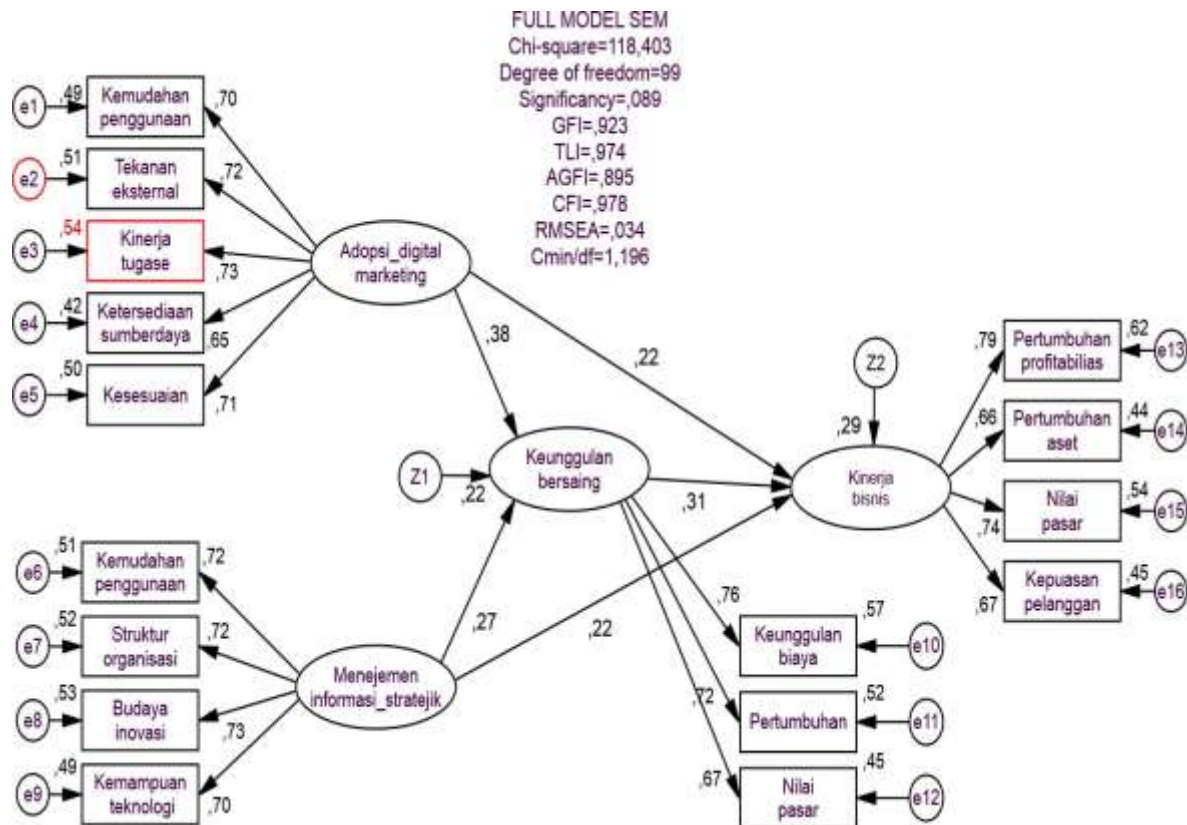 FULL MODEL SEM
Chi-square=118,403
Degree of freedom=99
Significancy=,089
GFI=,923
TLI=,974
AGFI=,895
CFI=,978
RMSEA=,034
Cmin/df=1,196
e1
,49
Kemudahan
penggunaan
,70
e2
,51
Tekanan
eksternal
,72
e3
,54
Kinerja
tugase
,73
e4
,42
Ketersediaan
sumberdaya
,65
e5
,50
Kesesuaian
,71
Adopsi_digital
marketing
,38
,22
Z1
,22
Keunggulan
bersaing
,31
Z2
,29
Kinerja
bisnis
,79
Pertumbuhan
profitabilias
,62
e13
,66
Pertumbuhan
aset
,44
e14
,74
Nilai
pasar
,54
e15
,67
Kepuasan
pelanggan
,45
e16
e6
,51
Kemudahan
penggunaan
,72
e7
,52
Struktur
organisasi
,72
e8
,53
Budaya
inovasi
,73
e9
,49
Kemampuan
teknologi
,70
Menejemen
informasi_stratejik
,27
,22
,76
Keunggulan
biaya
,57
e10
,72
Pertumbuhan
,52
e11
,67
Nilai
pasar
,45
e12